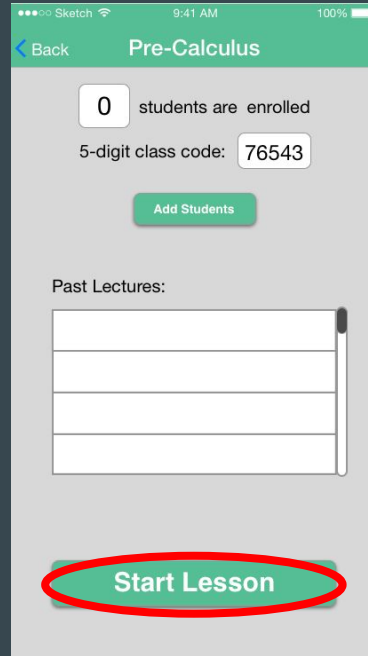 Sketch 9:41 AM 100%
Back Pre-Calculus
0 students are enrolled
5-digit class code: 76543
Add Students
Past Lectures:
Start Lesson